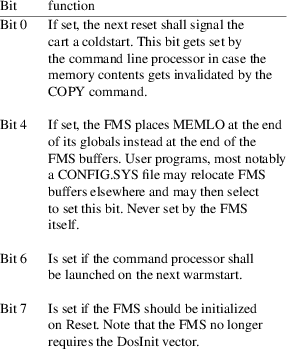 Bit function
Bit 0 If set, the next reset shall signal the
cart a coldstart. This bit gets set by
the command line processor in case the
memory contents gets invalidated by the
COPY command.
Bit 4 If set, the FMS places MEMLO at the end
of its globals instead at the end of the
FMS buffers. User programs, most notably
a CONFIG.SYS file may relocate FMS
buffers elsewhere and may then select
to set this bit. Never set by the FMS
itself.
Bit 6 Is set if the command processor shall
be launched on the next warmstart.
Bit 7 Is set if the FMS should be initialized
on Reset. Note that the FMS no longer
requires the DosInit vector.